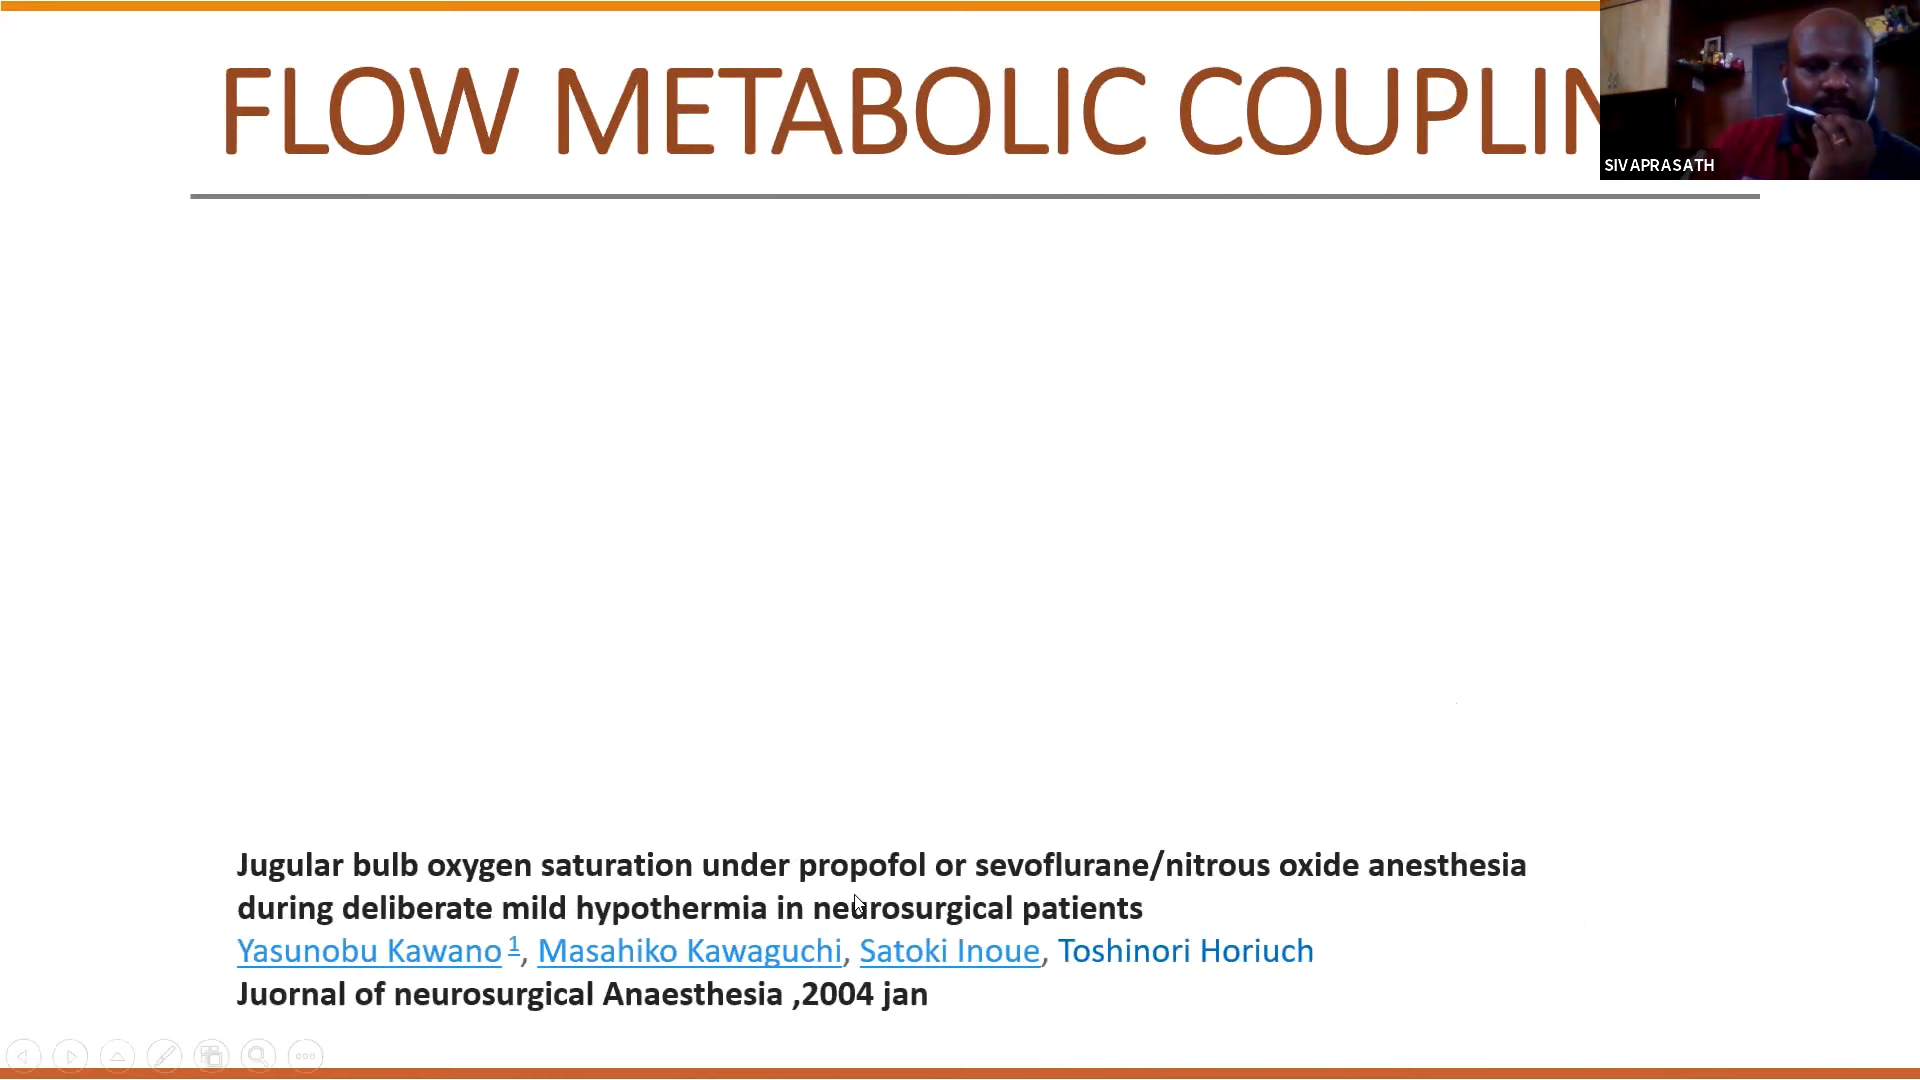 FLOW METABOLIC COUPLIN
SIVAPRASATH
Jugular bulb oxygen saturation under propofol or sevoflurane/nitrous oxide anesthesia
during deliberate mild hypothermia in neurosurgical patients
Yasunobu Kawano 1, Masahiko Kawaguchi, Satoki Inoue, Toshinori Horiuch
Juornal of neurosurgical Anaesthesia ,2004 jan